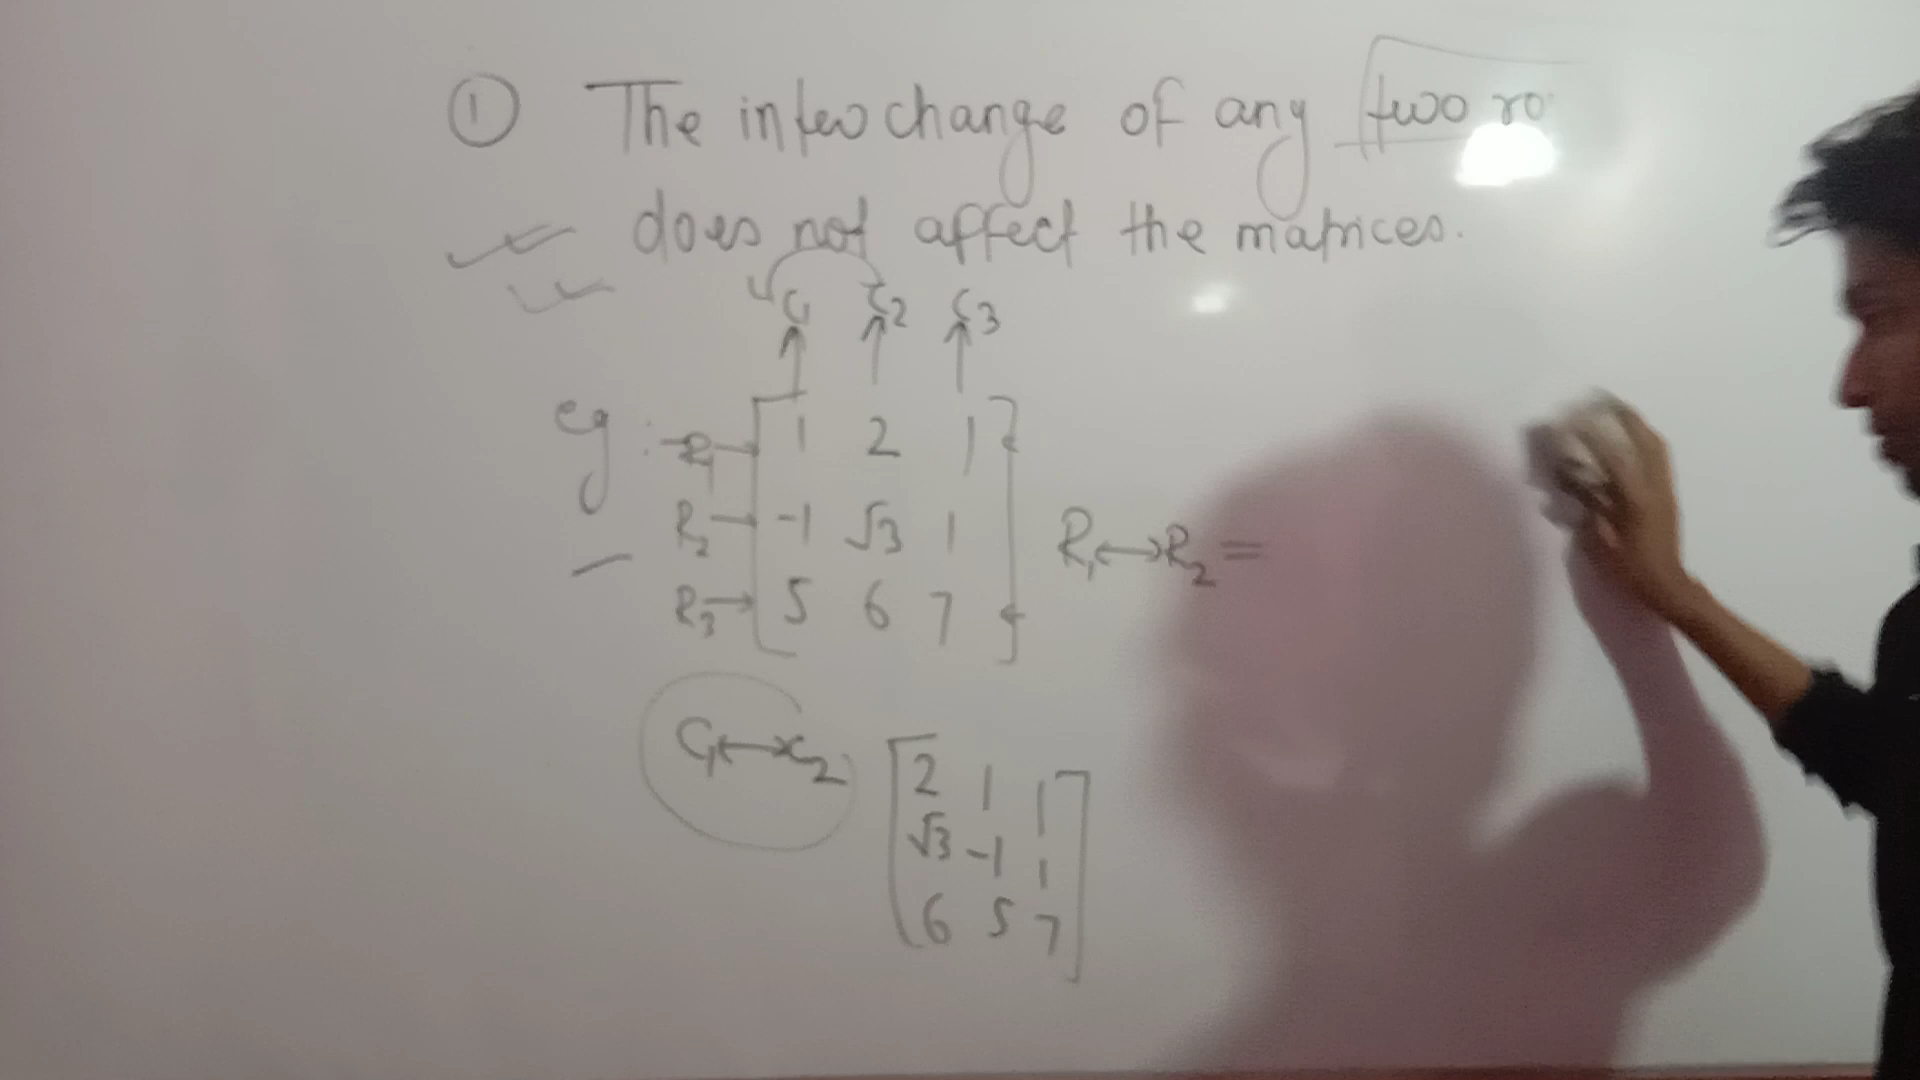 ① The interchange of any two ro
does not affect the matrices.
C1 C2 C3
eg: R1 → [ 1 2 1 ]
R2 → [ -1 √3 1 ] R1 ↔ R2 =
R3 → [ 5 6 7 ]
C1 ↔ C2 [ 2 1 1
√3 -1 1
6 5 7 ]